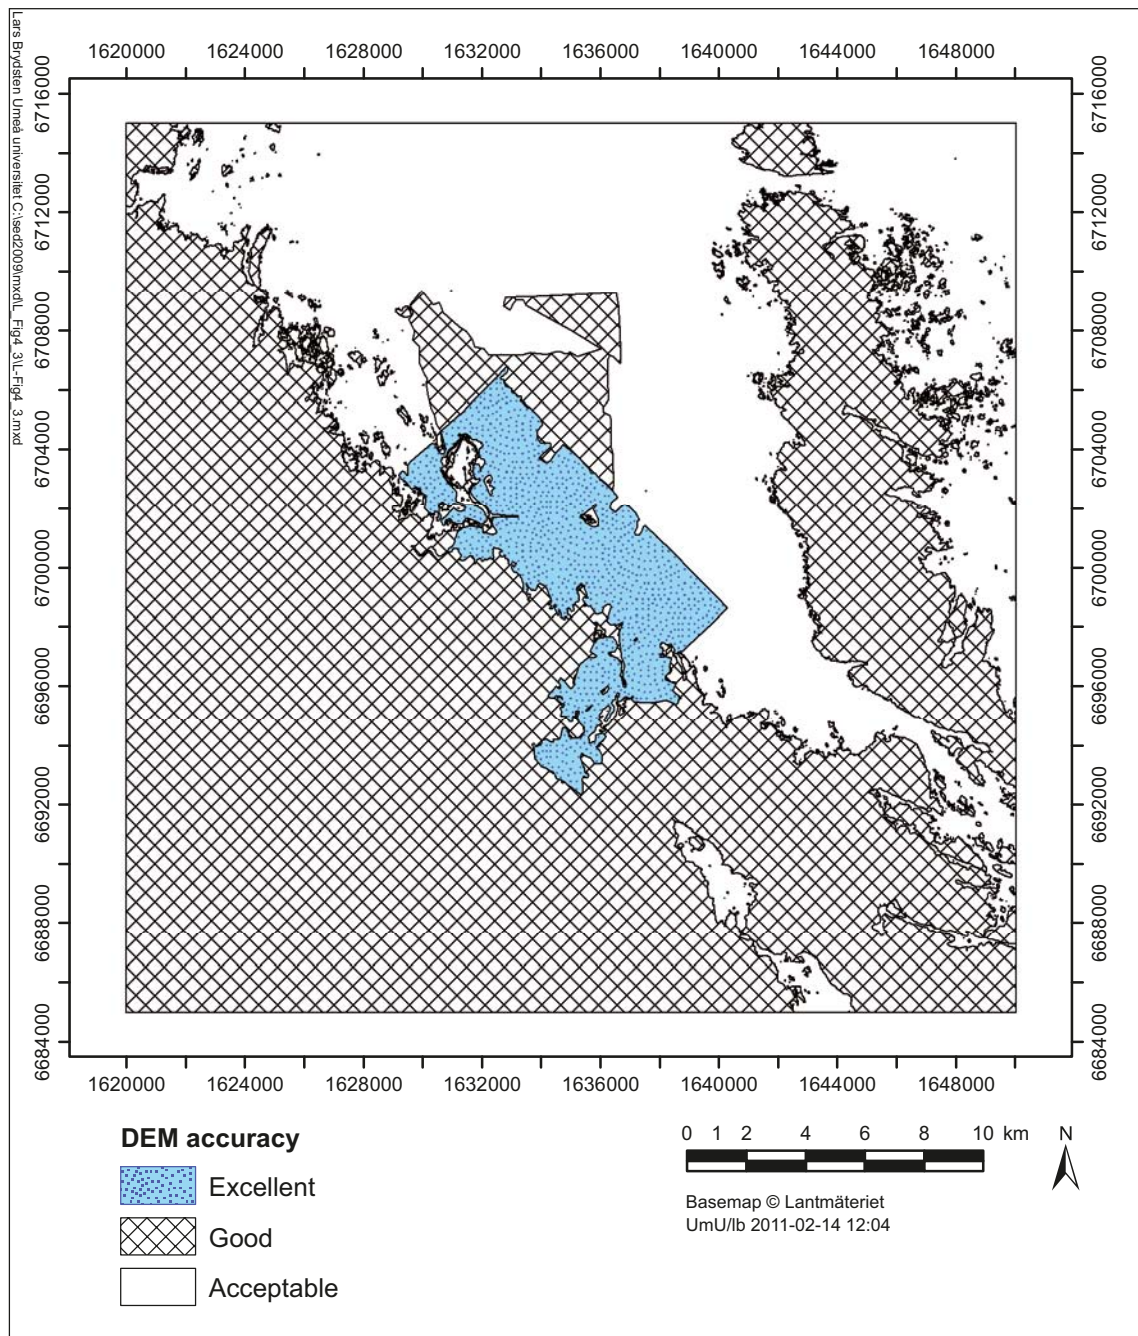 Lars Brydsten Umeå universitet C:\sed2009\mxd\L_Fig4_3\L-Fig4_3.mxd
1620000 1624000 1628000 1632000 1636000 1640000 1644000 1648000
6716000 6712000 6708000 6704000 6700000 6696000 6692000 6688000 6684000
6716000 6712000 6708000 6704000 6700000 6696000 6692000 6688000 6684000
1620000 1624000 1628000 1632000 1636000 1640000 1644000 1648000
DEM accuracy
Excellent
Good
Acceptable
0 1 2 4 6 8 10 km
N
Basemap © Lantmäteriet
UmU/lb 2011-02-14 12:04